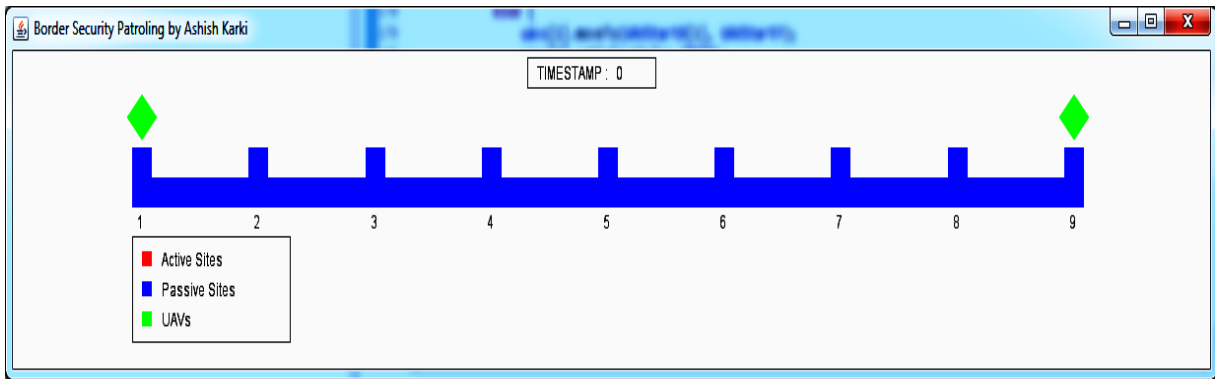 Border Security Patroling by Ashish Karki
TIMESTAMP : 0
1 2 3 4 5 6 7 8 9
Active Sites
Passive Sites
UAVs